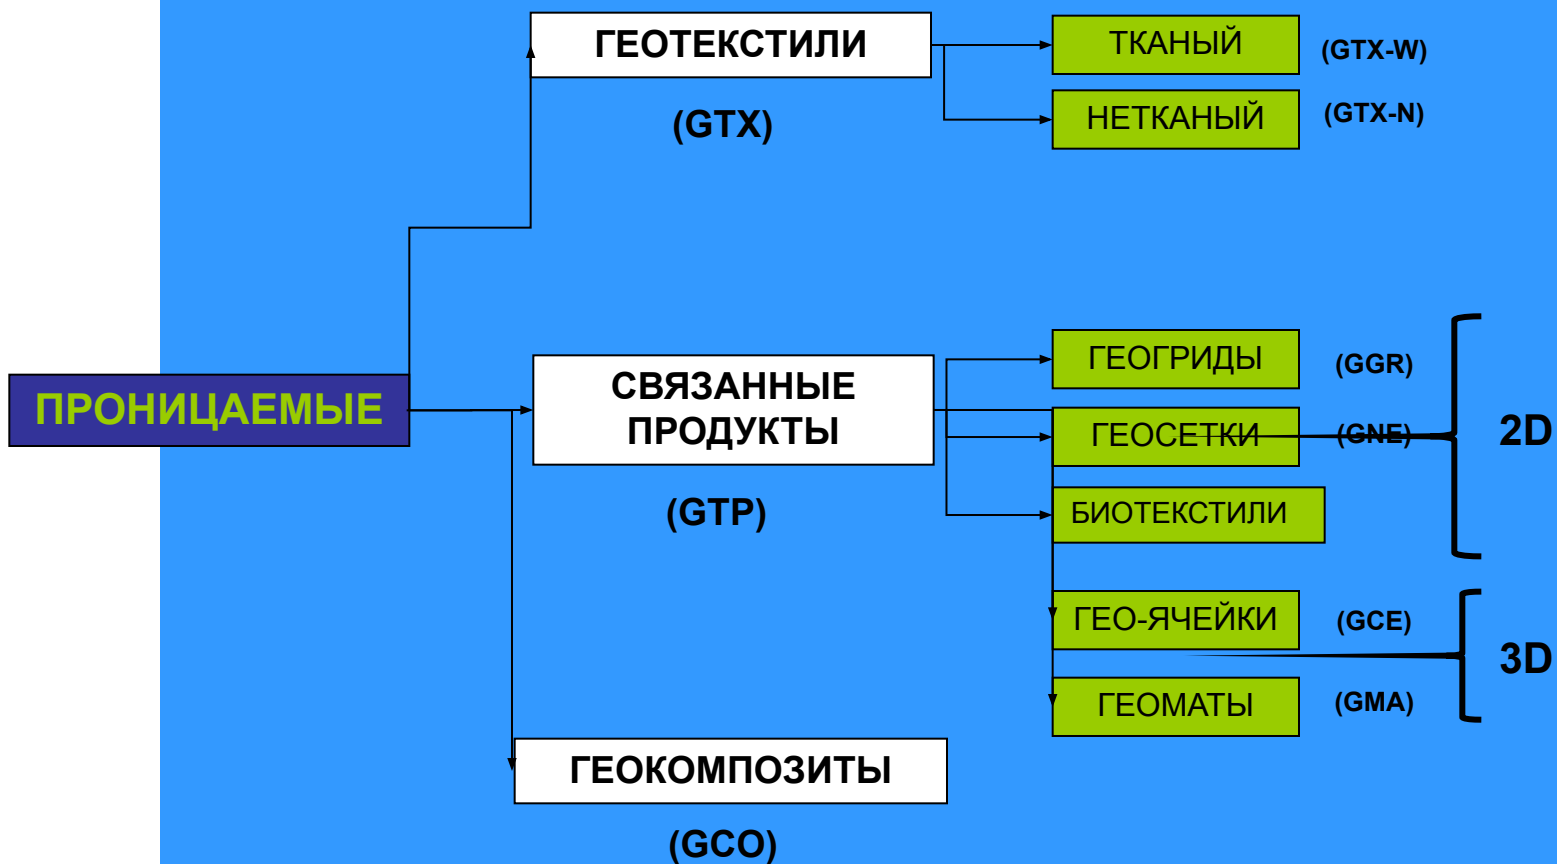 ГЕОТЕКСТИЛИ
(GTX)
ТКАНЫЙ (GTX-W)
НЕТКАНЫЙ (GTX-N)
ПРОНИЦАЕМЫЕ
СВЯЗАННЫЕ
ПРОДУКТЫ
(GTP)
ГЕОГРИДЫ (GGR)
ГЕОСЕТКИ (GNE)
БИОТЕКСТИЛИ
2D
ГЕО-ЯЧЕЙКИ (GCE)
ГЕОМАТЫ (GMA)
3D
ГЕОКОМПОЗИТЫ
(GCO)